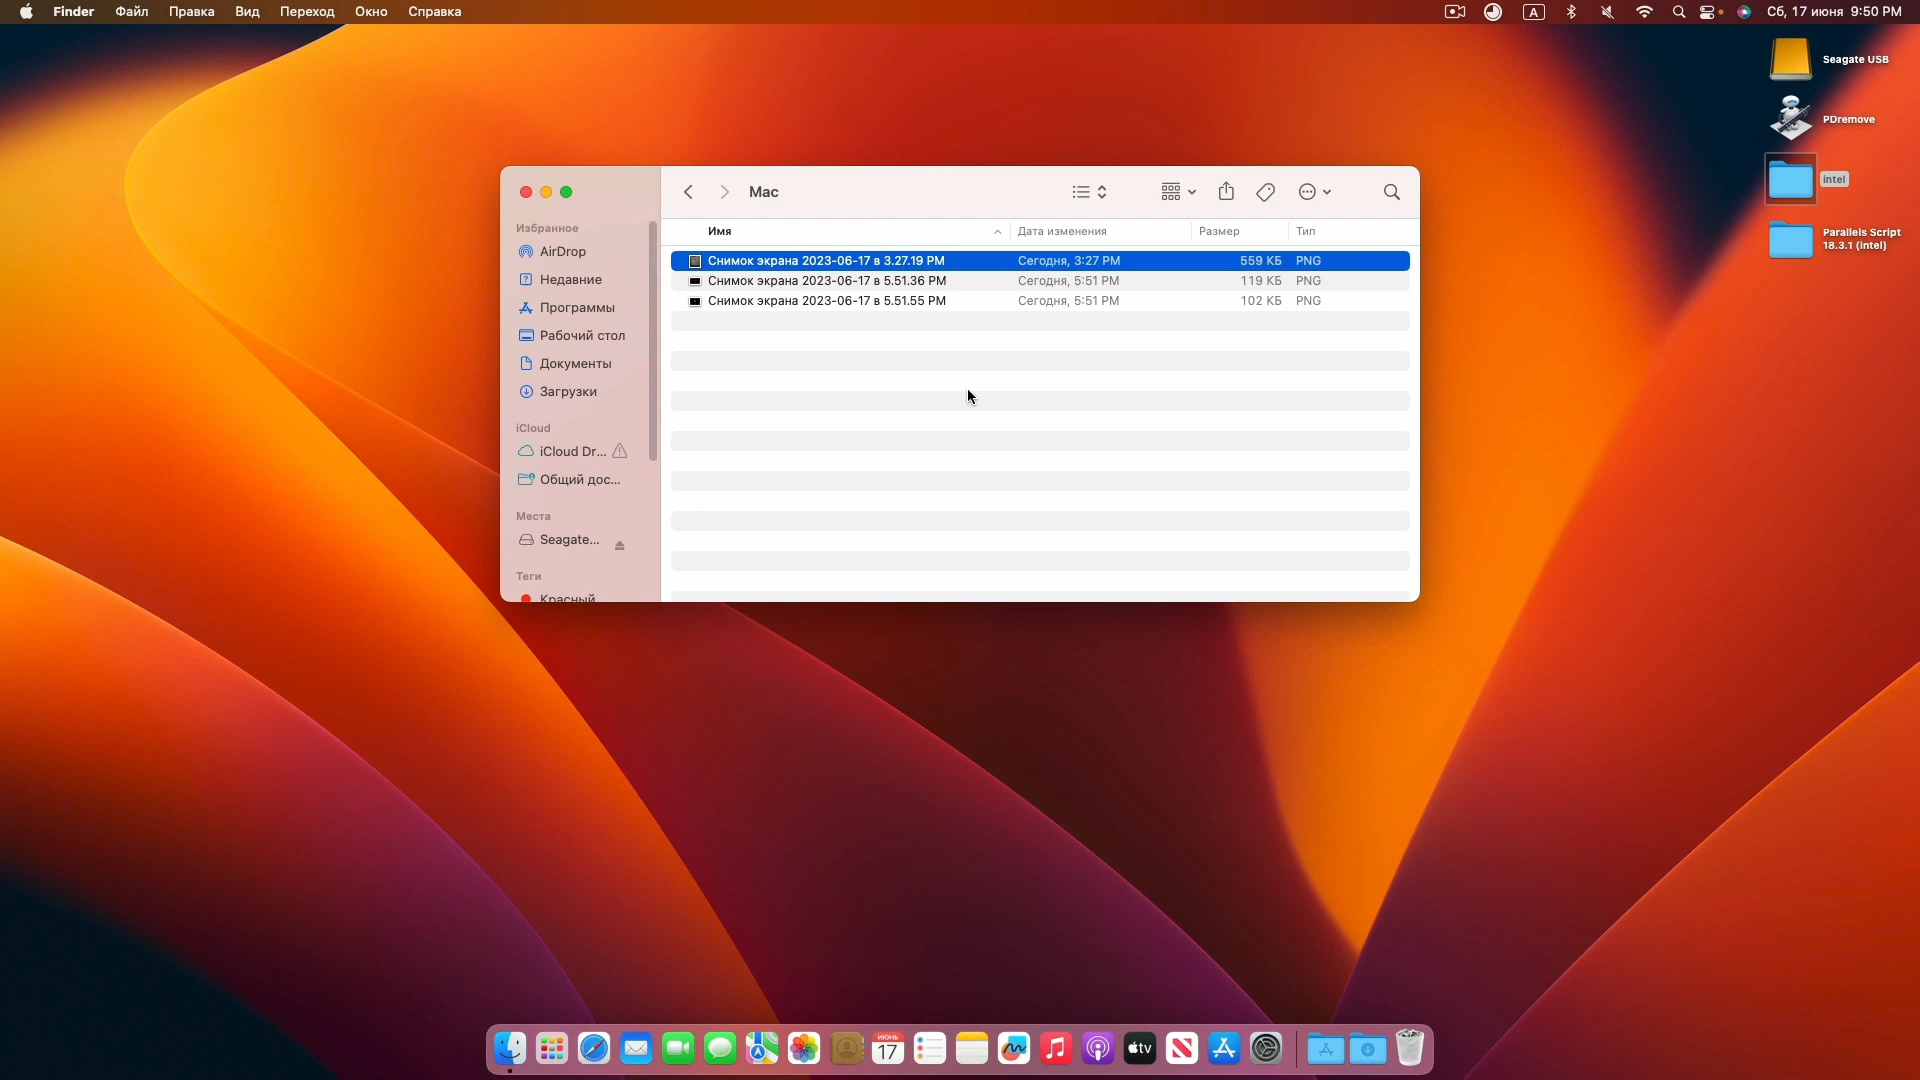 Finder Файл Правка Вид Переход Окно Справка A Сб, 17 июня 9:50 PM
Seagate USB
PDremove
intel
Parallels Script
18.3.1 (intel)
Mac
Избранное
AirDrop
Недавние
Программы
Рабочий стол
Документы
Загрузки
iCloud
iCloud Dr...
Общий дос...
Места
Seagate...
Теги
Красный
Имя Дата изменения Размер Тип
Снимок экрана 2023-06-17 в 3.27.19 PM Сегодня, 3:27 PM 559 КБ PNG
Снимок экрана 2023-06-17 в 5.51.36 PM Сегодня, 5:51 PM 119 КБ PNG
Снимок экрана 2023-06-17 в 5.51.55 PM Сегодня, 5:51 PM 102 КБ PNG
ИЮНЬ
17
tv